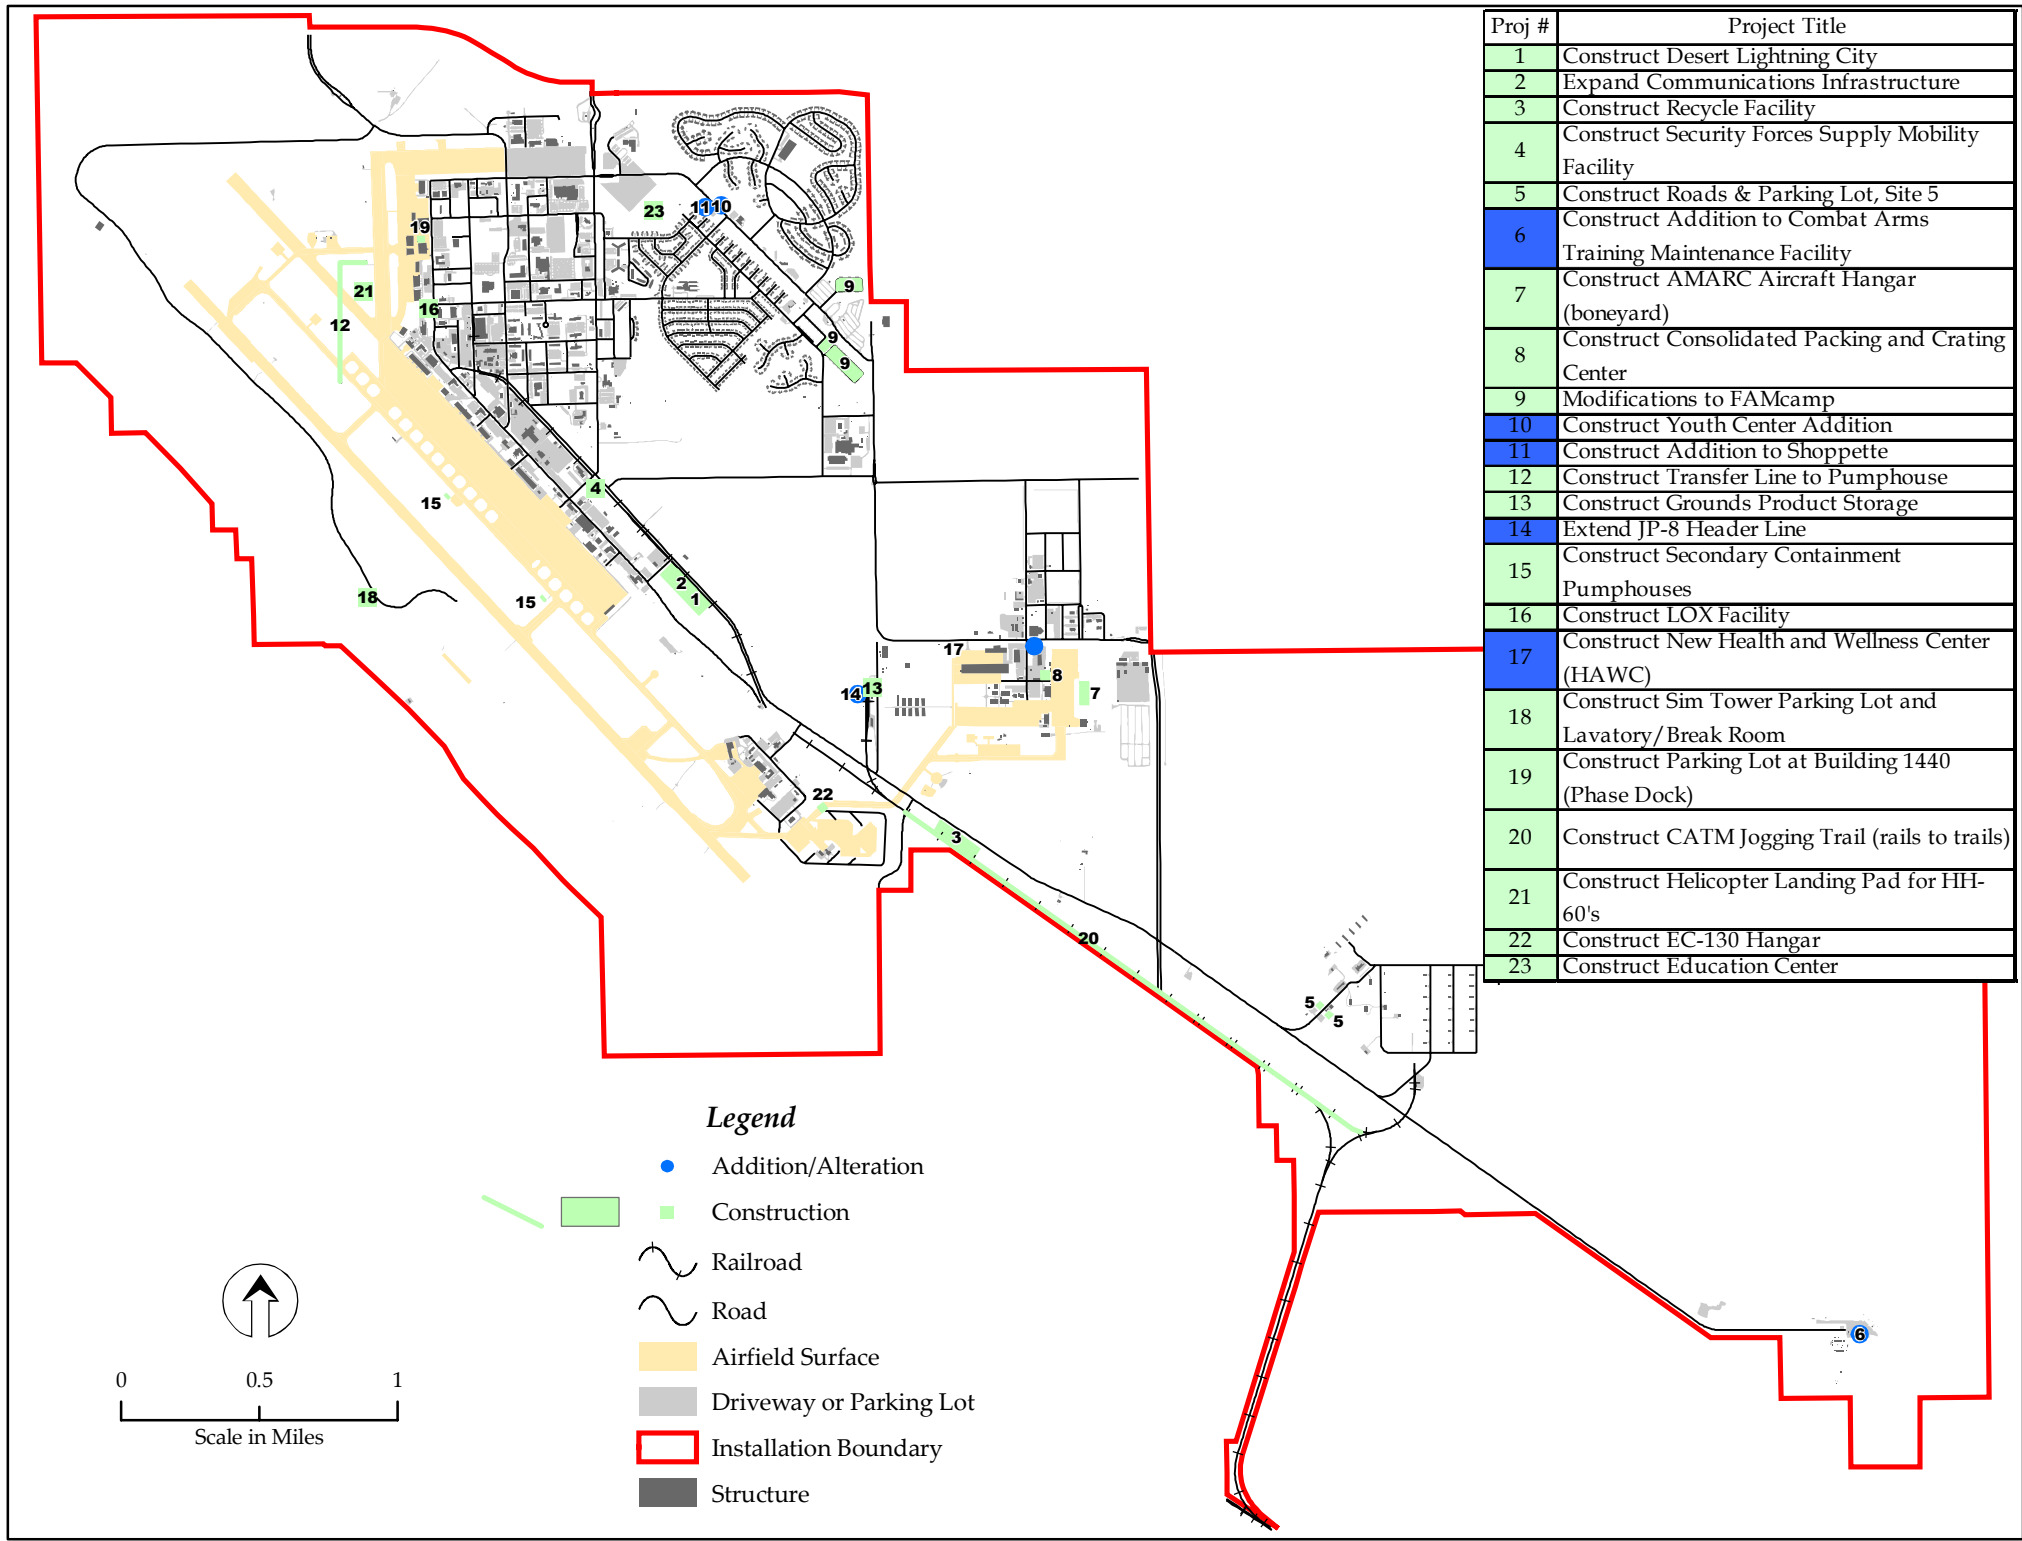 Proj # Project Title
1 Construct Desert Lightning City
2 Expand Communications Infrastructure
3 Construct Recycle Facility
4 Construct Security Forces Supply Mobility
Facility
5 Construct Roads & Parking Lot, Site 5
6 Construct Addition to Combat Arms
Training Maintenance Facility
7 Construct AMARC Aircraft Hangar
(boneyard)
8 Construct Consolidated Packing and Crating
Center
9 Modifications to FAMcamp
10 Construct Youth Center Addition
11 Construct Addition to Shoppette
12 Construct Transfer Line to Pumphouse
13 Construct Grounds Product Storage
14 Extend JP-8 Header Line
15 Construct Secondary Containment
Pumphouses
16 Construct LOX Facility
17 Construct New Health and Wellness Center
(HAWC)
18 Construct Sim Tower Parking Lot and
Lavatory/Break Room
19 Construct Parking Lot at Building 1440
(Phase Dock)
20 Construct CATM Jogging Trail (rails to trails)
21 Construct Helicopter Landing Pad for HH-
60's
22 Construct EC-130 Hangar
23 Construct Education Center
23
11
10
19
21
16
12
9
9
9
4
15
2
1
18
15
17
8
7
14
13
22
3
20
5
5
6
Legend
Addition/Alteration
Construction
Railroad
Road
Airfield Surface
Driveway or Parking Lot
Installation Boundary
Structure
0 0.5 1
Scale in Miles